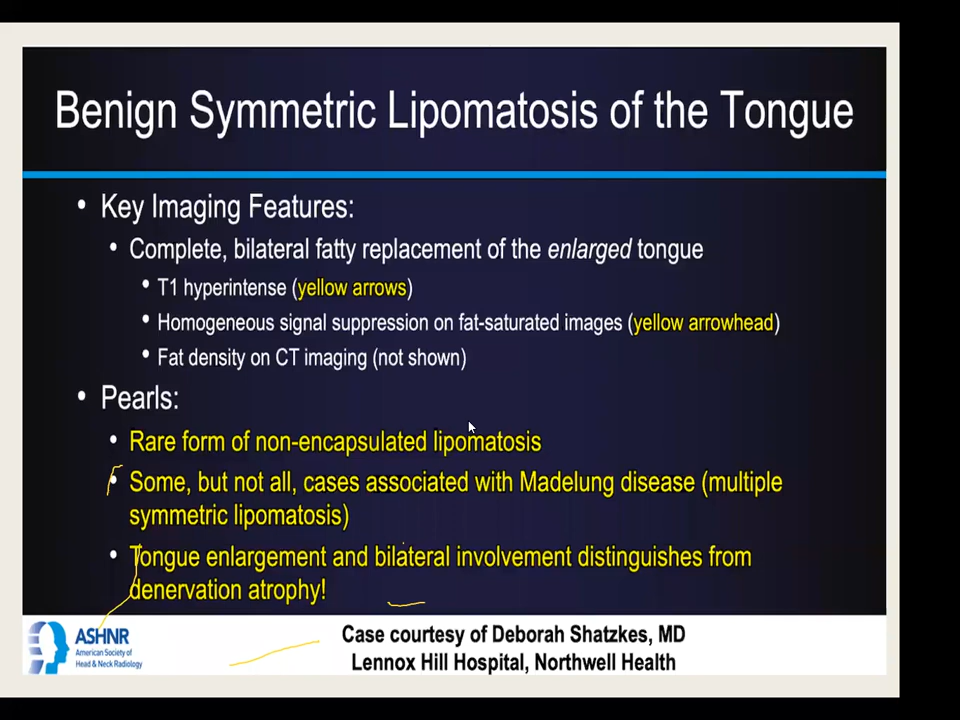 Benign Symmetric Lipomatosis of the Tongue
• Key Imaging Features:
• Complete, bilateral fatty replacement of the enlarged tongue
• T1 hyperintense (yellow arrows)
• Homogeneous signal suppression on fat-saturated images (yellow arrowhead)
• Fat density on CT imaging (not shown)
• Pearls:
• Rare form of non-encapsulated lipomatosis
• Some, but not all, cases associated with Madelung disease (multiple
symmetric lipomatosis)
• Tongue enlargement and bilateral involvement distinguishes from
denervation atrophy!
ASHNR
American Society of
Head & Neck Radiology
Case courtesy of Deborah Shatzkes, MD
Lennox Hill Hospital, Northwell Health